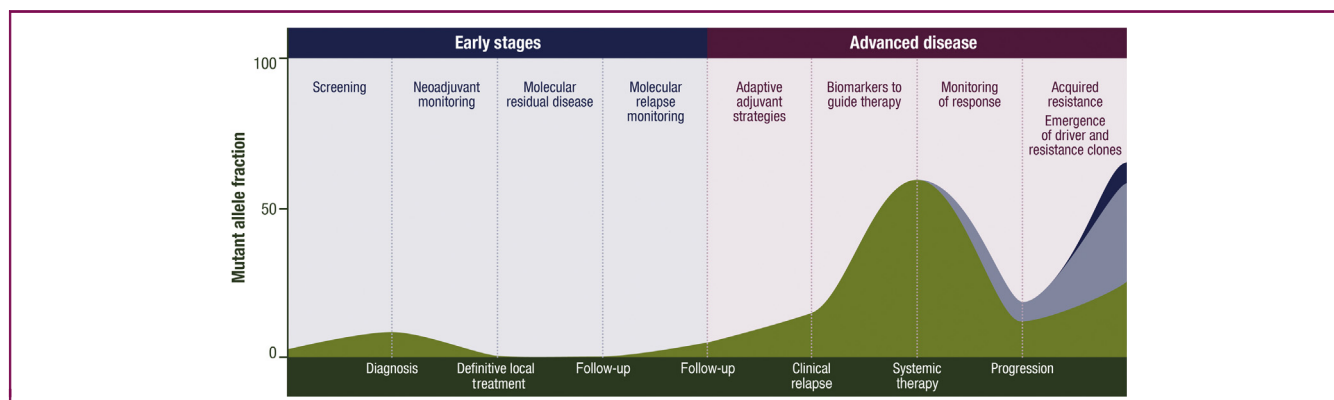 Early stages
Advanced disease
100
50
0
Mutant allele fraction
Screening
Neoadjuvant
monitoring
Molecular
residual disease
Molecular
relapse
monitoring
Adaptive
adjuvant
strategies
Biomarkers to
guide therapy
Monitoring
of response
Acquired
resistance
Emergence
of driver and
resistance clones
Diagnosis
Definitive local
treatment
Follow-up
Follow-up
Clinical
relapse
Systemic
therapy
Progression